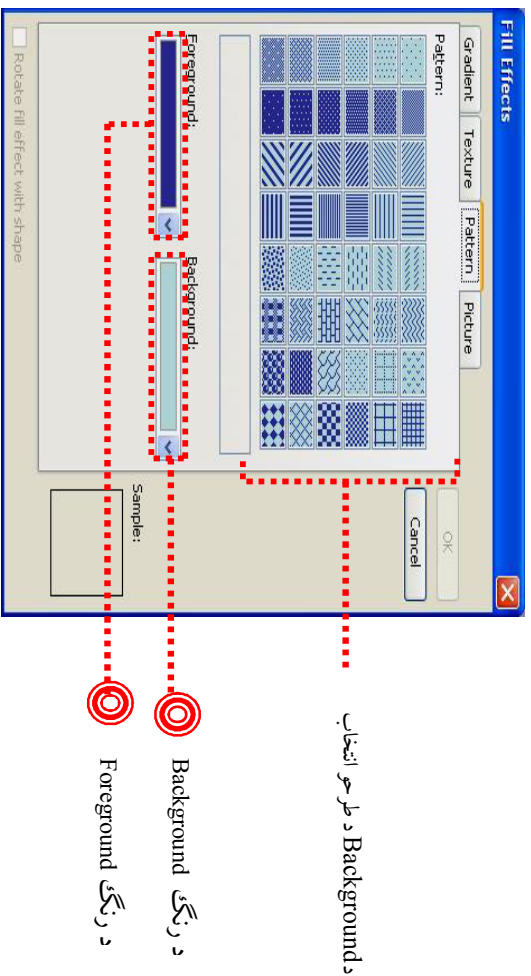 Fill Effects
Gradient
Texture
Pattern
Picture
Pattern:
OK
Cancel
Foreground:
Background:
Sample:
Rotate fill effect with shape
د Background د طرحو انتخاب
د Background رنگ
د Foreground رنگ